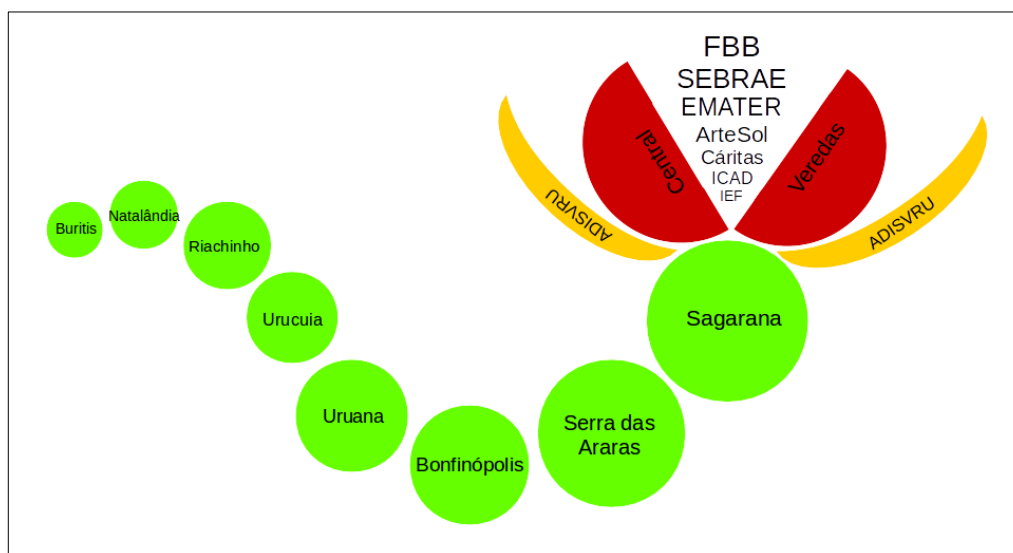 FBB
SEBRAE
EMATER
ArteSol
Cáritas
ICAD
IEF
Central
Veredas
ADISVRU
ADISVRU
Buritis
Natalândia
Riachinho
Urucuia
Uruana
Bonfinópolis
Serra das
Araras
Sagarana